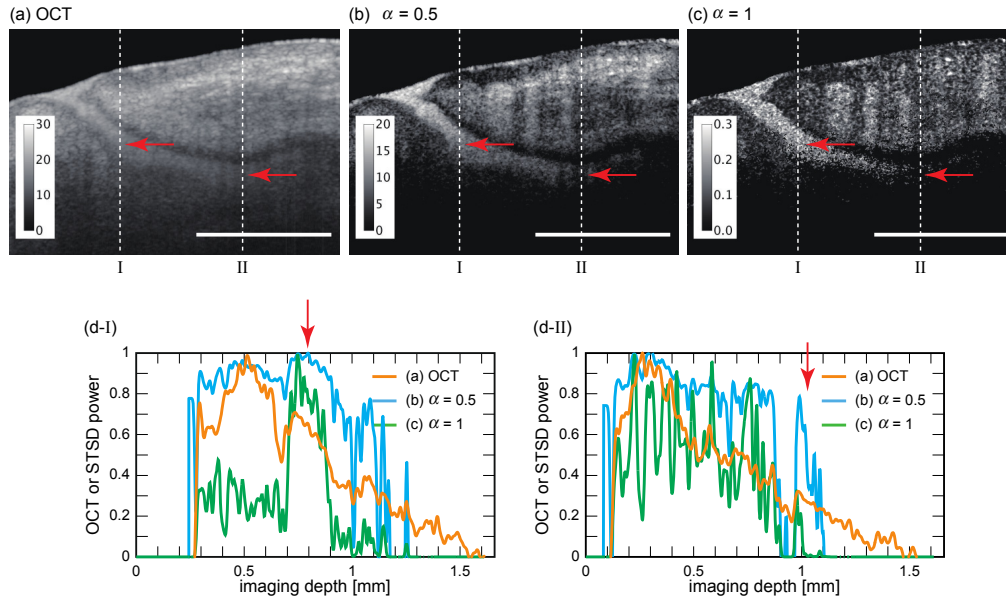 (a) OCT
(b) α = 0.5
(c) α = 1
30
20
10
0
20
15
10
5
0
0.3
0.2
0.1
0.0
I
II
I
II
I
II
(d-I)
(d-II)
OCT or STSD power
1
0.8
0.6
0.4
0.2
0
0
0.5
1
1.5
imaging depth [mm]
(a) OCT
(b) α = 0.5
(c) α = 1
OCT or STSD power
1
0.8
0.6
0.4
0.2
0
0
0.5
1
1.5
imaging depth [mm]
(a) OCT
(b) α = 0.5
(c) α = 1